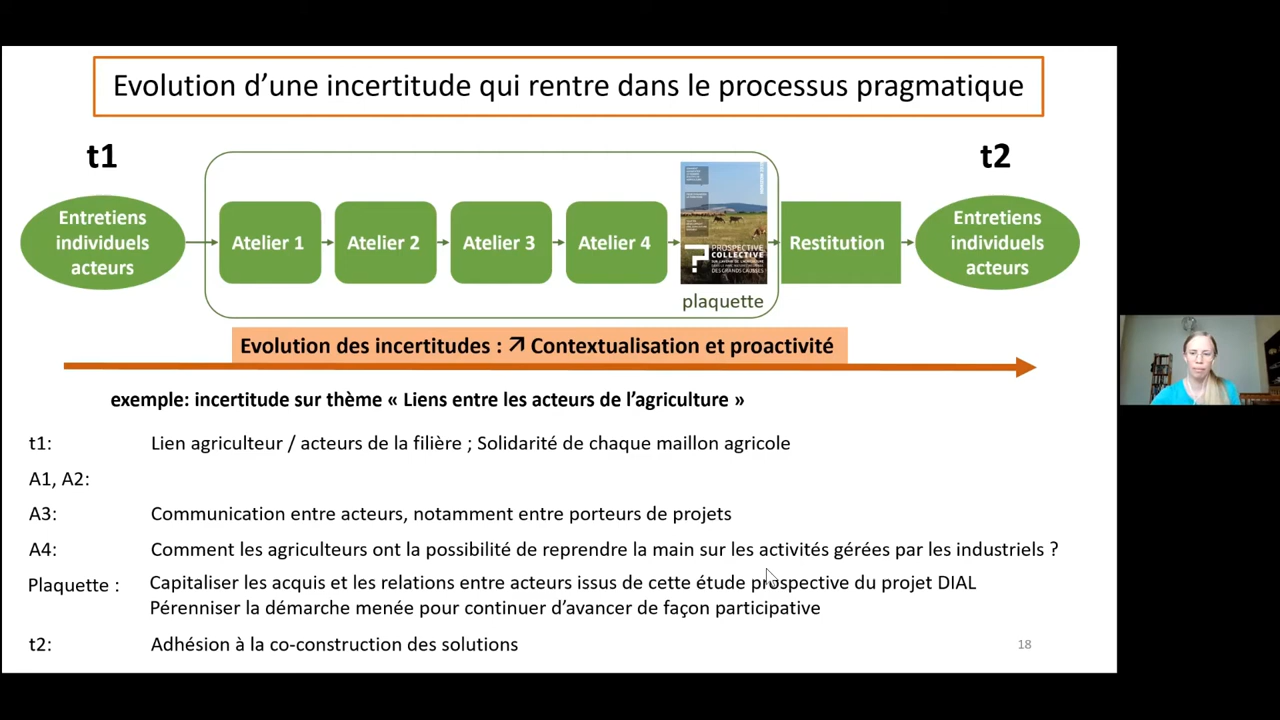 Evolution d’une incertitude qui rentre dans le processus pragmatique
t1
t2
Entretiens
individuels
acteurs
Atelier 1
Atelier 2
Atelier 3
Atelier 4
PROSPECTIVE
COLLECTIVE
DES GRANDS CAUSSES
plaquette
Restitution
Entretiens
individuels
acteurs
Evolution des incertitudes : ↗ Contextualisation et proactivité
exemple: incertitude sur thème « Liens entre les acteurs de l’agriculture »
t1: Lien agriculteur / acteurs de la filière ; Solidarité de chaque maillon agricole
A1, A2:
A3: Communication entre acteurs, notamment entre porteurs de projets
A4: Comment les agriculteurs ont la possibilité de reprendre la main sur les activités gérées par les industriels ?
Plaquette : Capitaliser les acquis et les relations entre acteurs issus de cette étude prospective du projet DIAL
Pérenniser la démarche menée pour continuer d’avancer de façon participative
t2: Adhésion à la co-construction des solutions
18